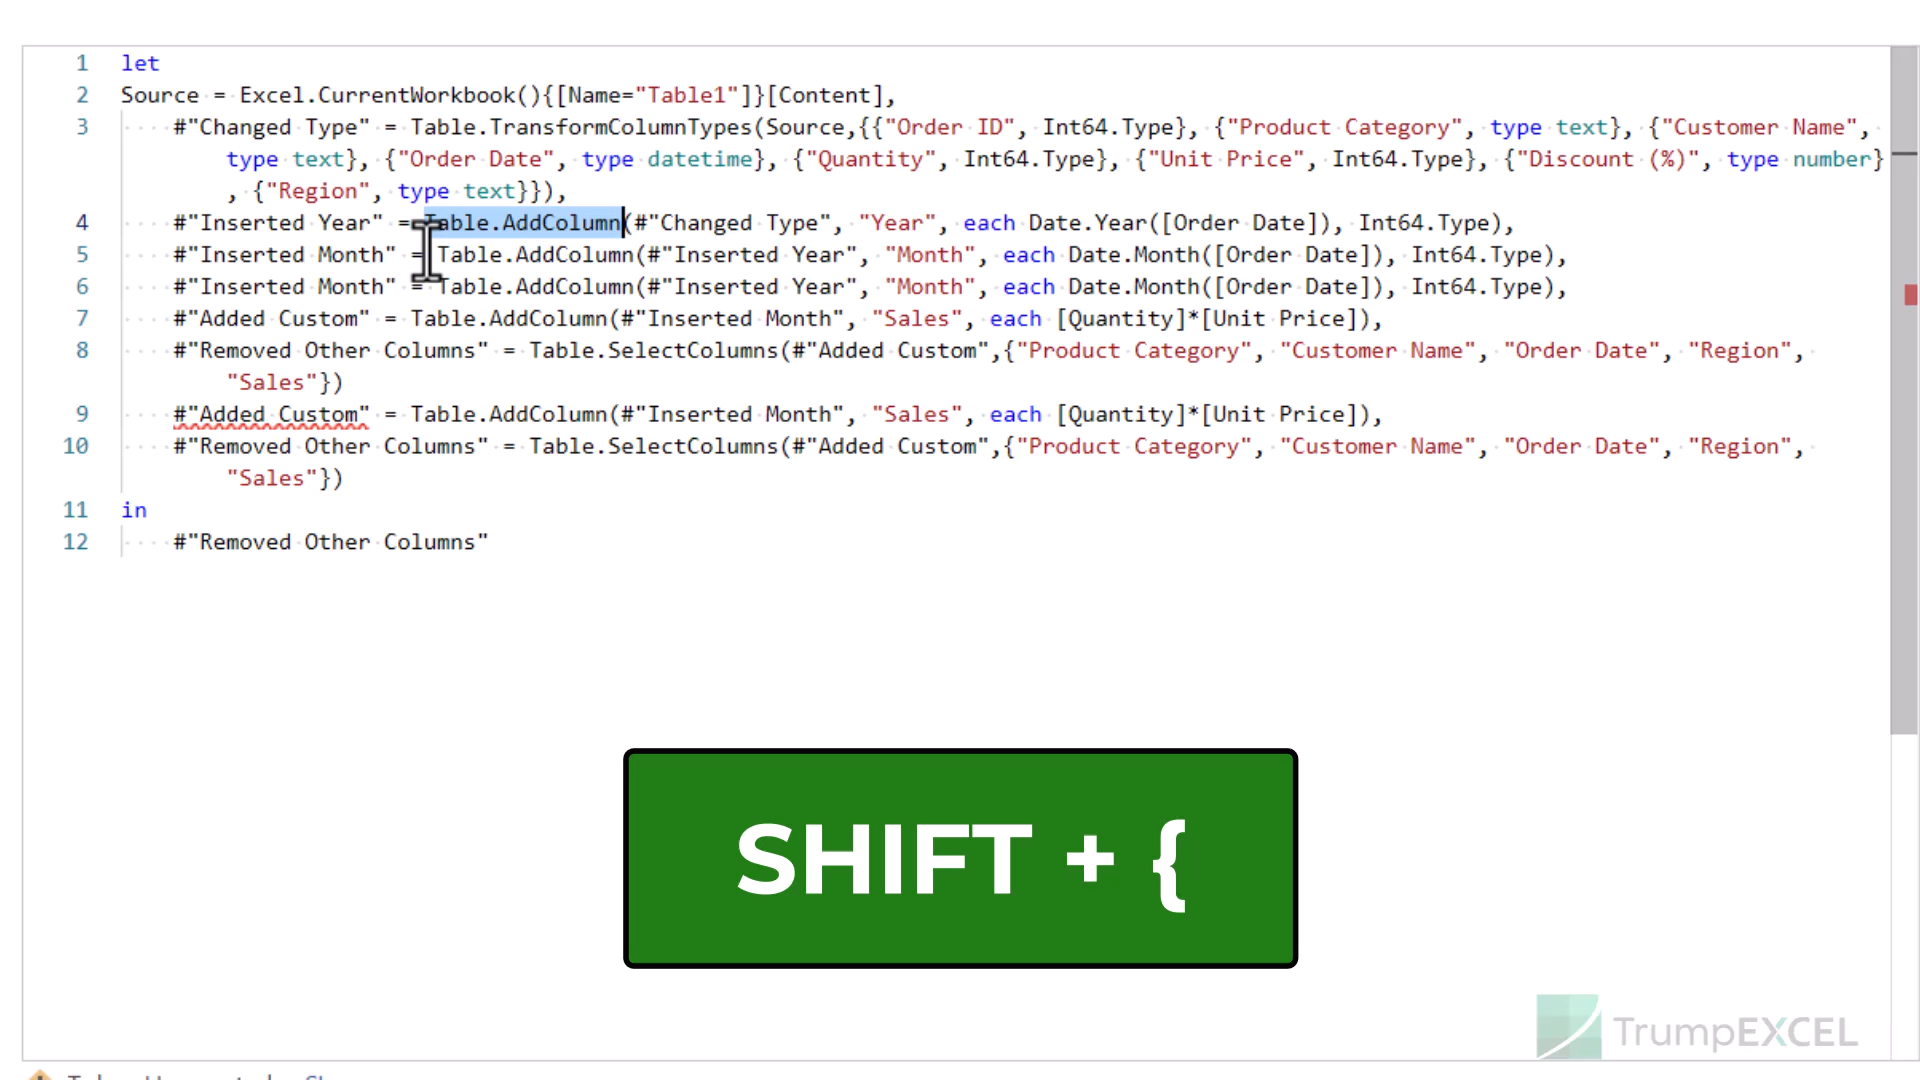 1 let
2 Source = Excel.CurrentWorkbook(){[Name="Table1"]}[Content],
3 #"Changed Type" = Table.TransformColumnTypes(Source,{{"Order ID", Int64.Type}, {"Product Category", type text}, {"Customer Name",
type text}, {"Order Date", type datetime}, {"Quantity", Int64.Type}, {"Unit Price", Int64.Type}, {"Discount (%)", type number}
, {"Region", type text}}),
4 #"Inserted Year" = Table.AddColumn(#"Changed Type", "Year", each Date.Year([Order Date]), Int64.Type),
5 #"Inserted Month" = Table.AddColumn(#"Inserted Year", "Month", each Date.Month([Order Date]), Int64.Type),
6 #"Inserted Month" = Table.AddColumn(#"Inserted Year", "Month", each Date.Month([Order Date]), Int64.Type),
7 #"Added Custom" = Table.AddColumn(#"Inserted Month", "Sales", each [Quantity]*[Unit Price]),
8 #"Removed Other Columns" = Table.SelectColumns(#"Added Custom",{"Product Category", "Customer Name", "Order Date", "Region",
"Sales"})
9 #"Added Custom" = Table.AddColumn(#"Inserted Month", "Sales", each [Quantity]*[Unit Price]),
10 #"Removed Other Columns" = Table.SelectColumns(#"Added Custom",{"Product Category", "Customer Name", "Order Date", "Region",
"Sales"})
11 in
12 #"Removed Other Columns"
SHIFT + {
TrumpEXCEL